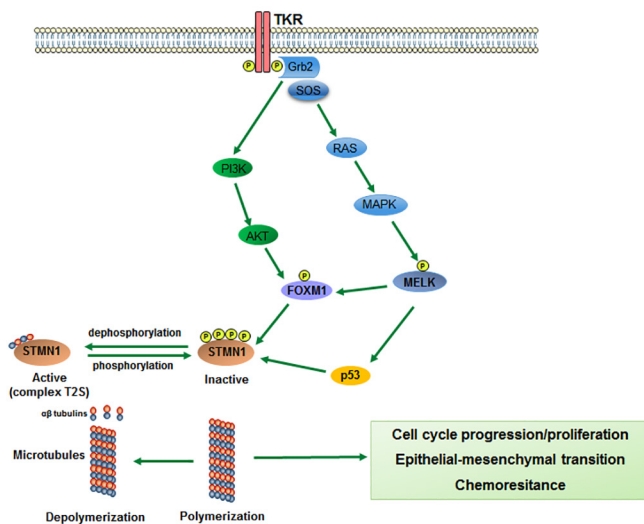 TKR
P
P
Grb2
SOS
PI3K
RAS
MAPK
AKT
P
P
FOXM1
MELK
P P P P
dephosphorylation
STMN1
STMN1
phosphorylation
Active
Inactive
p53
(complex T2S)
αβ tubulins
Cell cycle progression/proliferation
Microtubules
Epithelial-mesenchymal transition
Chemoresitance
Depolymerization
Polymerization